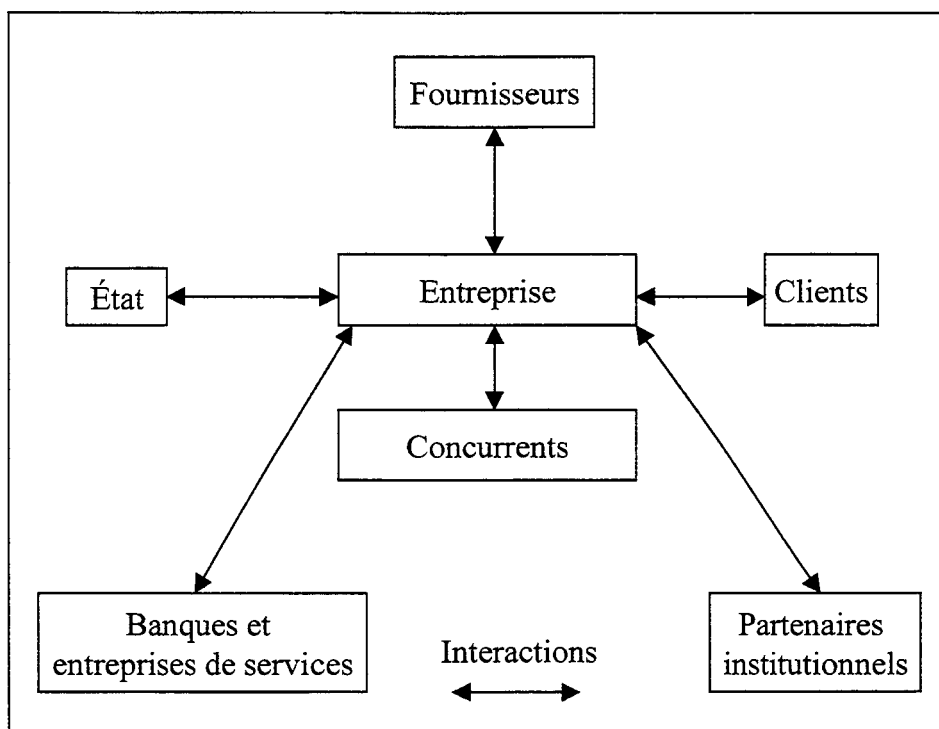 Fournisseurs
État
Entreprise
Clients
Concurrents
Banques et
entreprises de services
Interactions
Partenaires
institutionnels